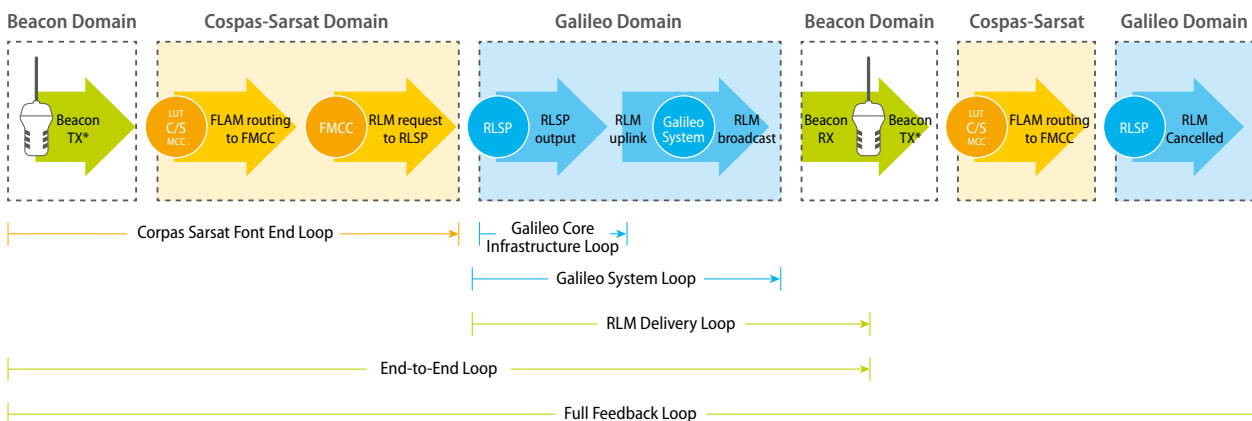 Beacon Domain
Cospas-Sarsat Domain
Galileo Domain
Beacon Domain
Cospas-Sarsat
Galileo Domain
Beacon
TX*
LUT
C/S
MCC
FLAM routing
to FMCC
FMCC
RLM request
to RLSP
RLSP
RLSP
output
RLM
uplink
Galileo
System
RLM
broadcast
Beacon
RX
Beacon
TX*
LUT
C/S
MCC
FLAM routing
to FMCC
RLSP
RLM
Cancelled
Corpas Sarsat Font End Loop
Galileo Core
Infrastructure Loop
Galileo System Loop
RLM Delivery Loop
End-to-End Loop
Full Feedback Loop